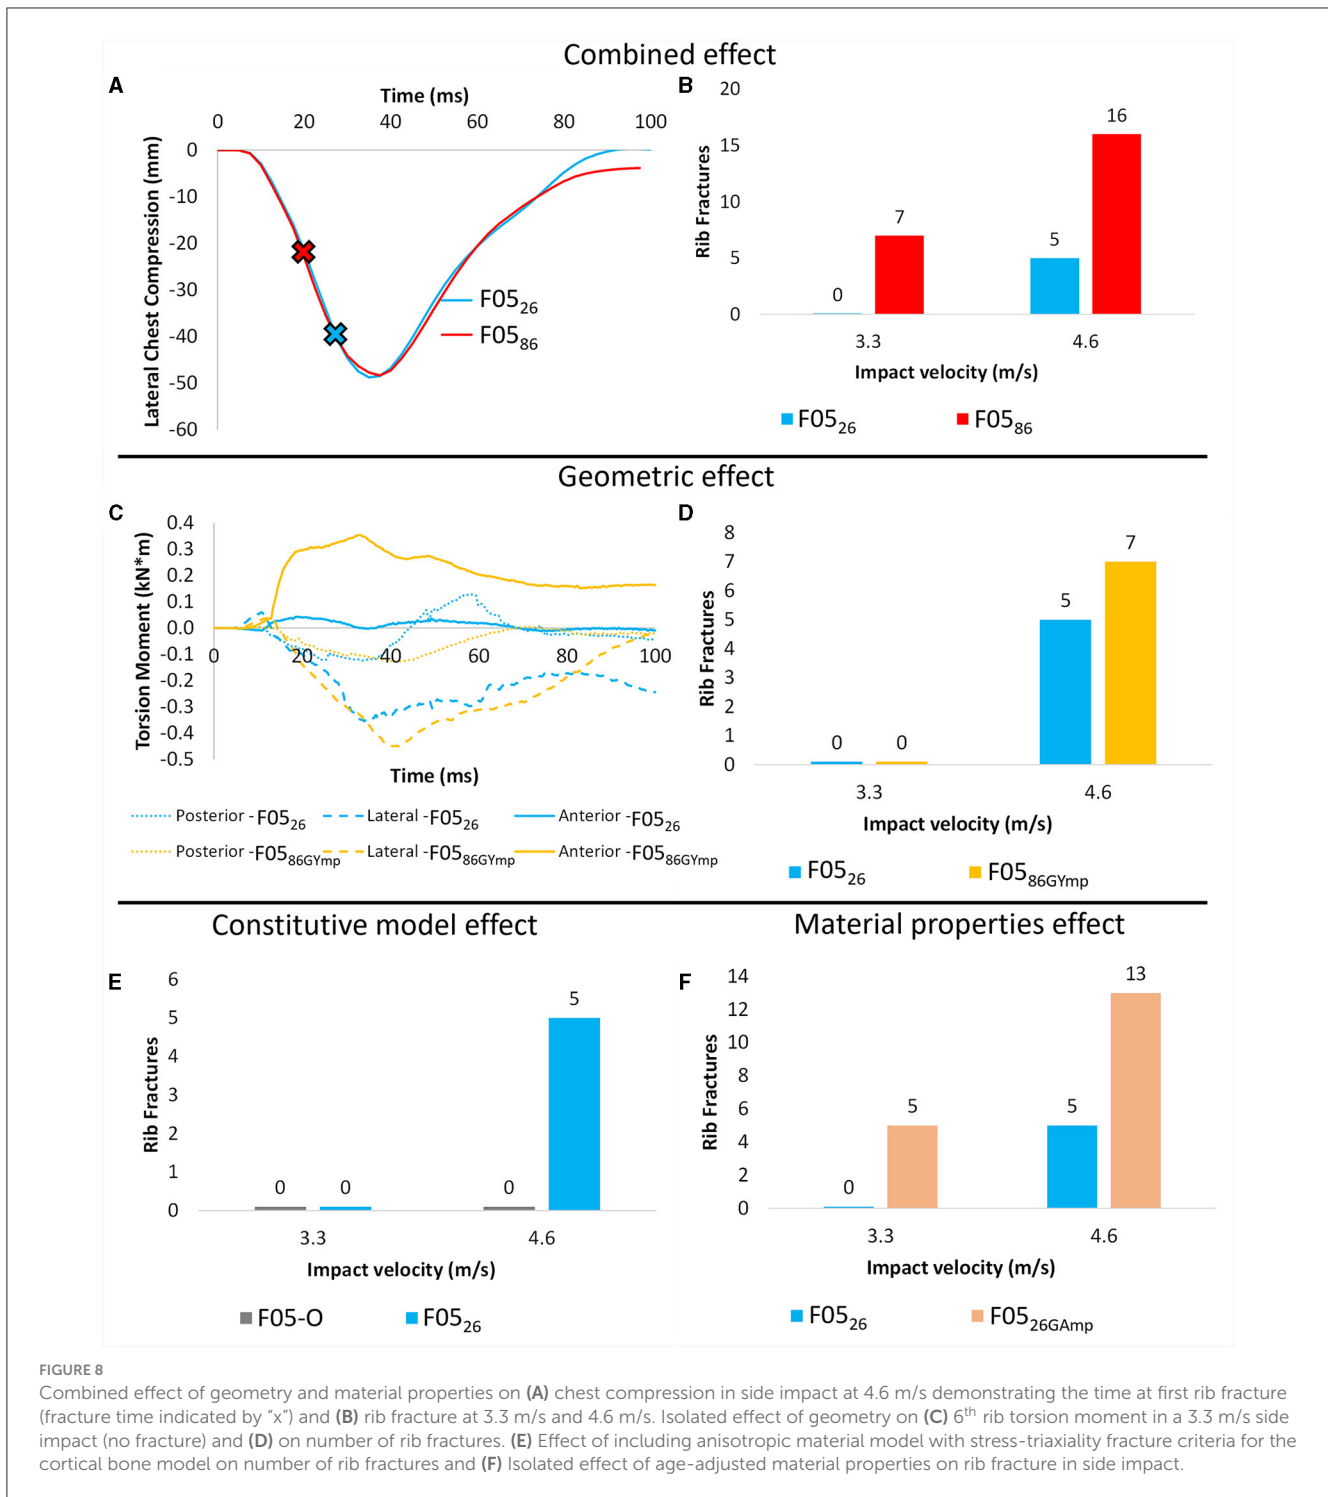 Combined effect
A
Time (ms)
0 20 40 60 80 100
Lateral Chest Compression (mm)
0
-10
-20
-30
-40
-50
-60
F05₂₆
F05₈₆
B
Rib Fractures
20
15
10
5
0
0
7
5
16
3.3
4.6
Impact velocity (m/s)
F05₂₆
F05₈₆
Geometric effect
C
Torsion Moment (kN*m)
0.4
0.3
0.2
0.1
0.0
-0.1
-0.2
-0.3
-0.4
-0.5
0 20 40 60 80 100
Time (ms)
Posterior -F05₂₆
Lateral -F05₂₆
Anterior -F05₂₆
Posterior -F05₈₆GYmp
Lateral -F05₈₆GYmp
Anterior -F05₈₆GYmp
D
Rib Fractures
8
7
6
5
4
3
2
1
0
0
0
5
7
3.3
4.6
Impact velocity (m/s)
F05₂₆
F05₈₆GYmp
Constitutive model effect
E
Rib Fractures
6
5
4
3
2
1
0
0
0
0
5
3.3
4.6
Impact velocity (m/s)
F05-O
F05₂₆
Material properties effect
F
Rib Fractures
14
12
10
8
6
4
2
0
0
5
5
13
3.3
4.6
Impact velocity (m/s)
F05₂₆
F05₂₆GAmp
FIGURE 8
Combined effect of geometry and material properties on (A) chest compression in side impact at 4.6 m/s demonstrating the time at first rib fracture
(fracture time indicated by "x") and (B) rib fracture at 3.3 m/s and 4.6 m/s. Isolated effect of geometry on (C) 6th rib torsion moment in a 3.3 m/s side
impact (no fracture) and (D) on number of rib fractures. (E) Effect of including anisotropic material model with stress-triaxiality fracture criteria for the
cortical bone model on number of rib fractures and (F) Isolated effect of age-adjusted material properties on rib fracture in side impact.